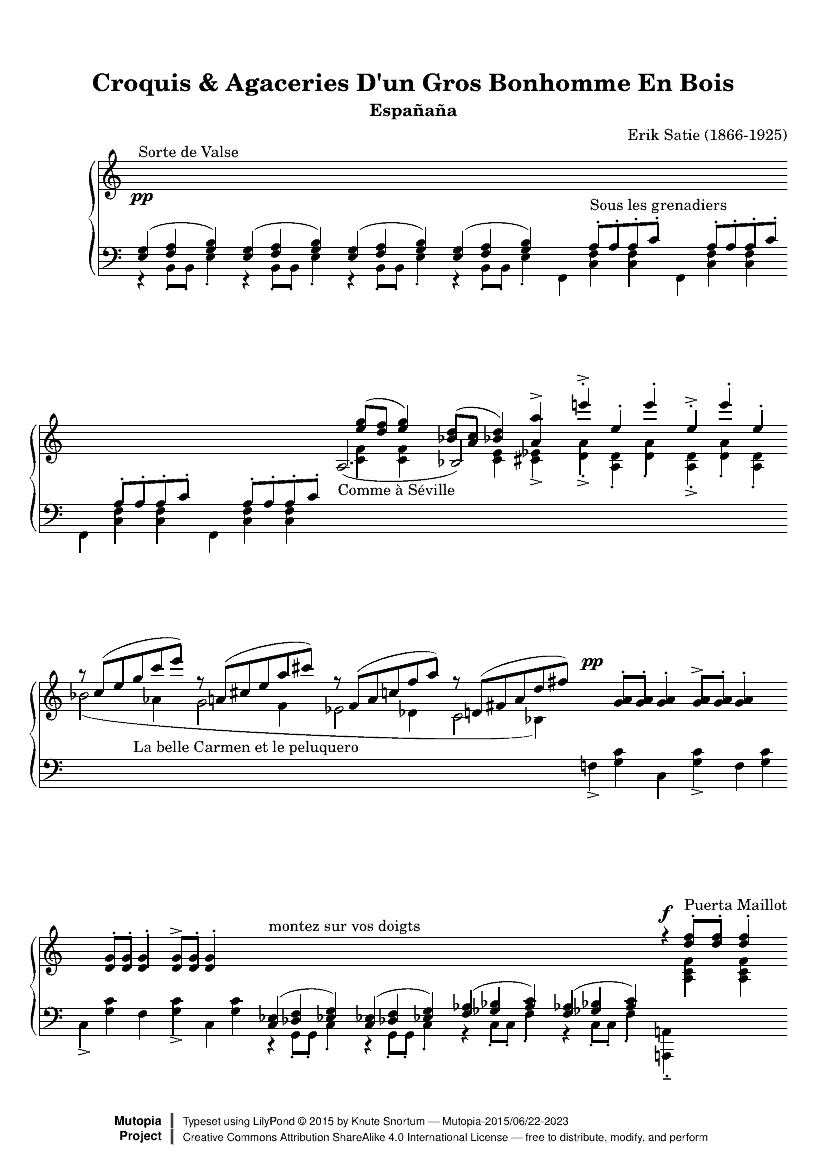 Croquis & Agaceries D'un Gros Bonhomme En Bois
Españaña
Erik Satie (1866-1925)
Sorte de Valse
pp
Sous les grenadiers
Comme à Séville
pp
La belle Carmen et le peluquero
f
Puerta Maillot
montez sur vos doigts
Mutopia Project
Typeset using LilyPond © 2015 by Knute Snortum — Mutopia-2015/06/22-2023
Creative Commons Attribution ShareAlike 4.0 International License — free to distribute, modify, and perform